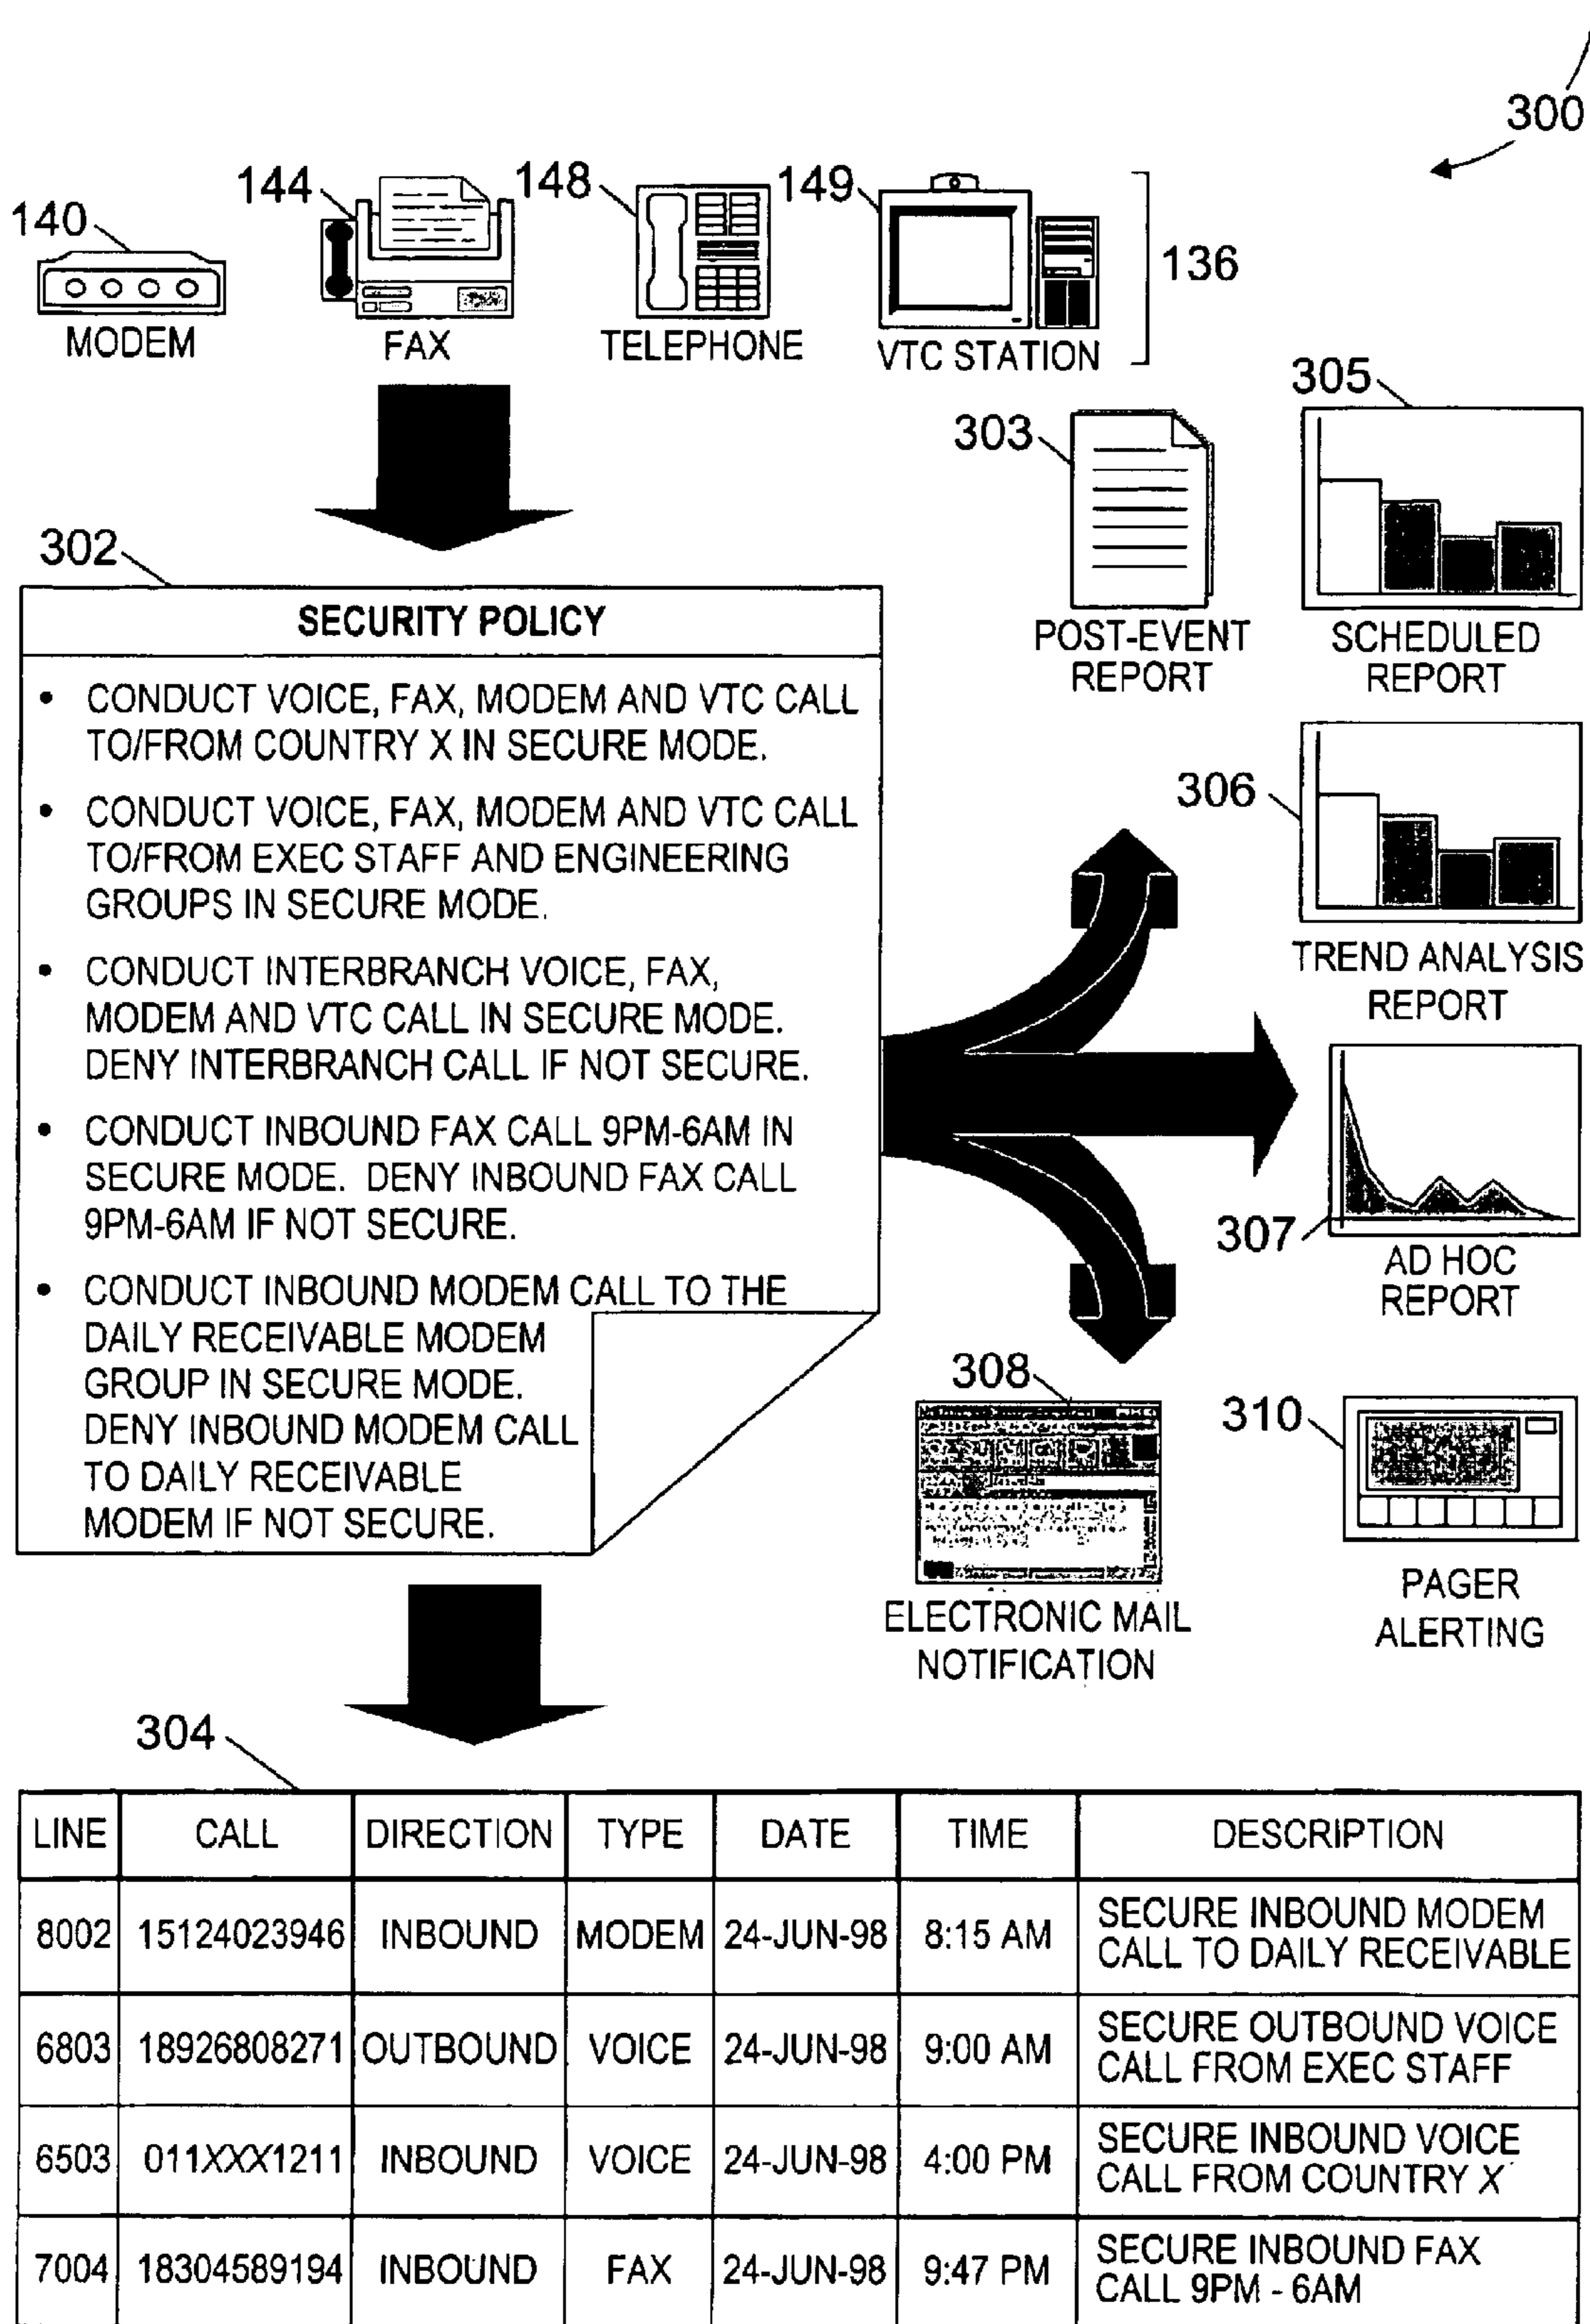 300
140
144
148
149
136
MODEM
FAX
TELEPHONE
VTC STATION
302
SECURITY POLICY
• CONDUCT VOICE, FAX, MODEM AND VTC CALL
TO/FROM COUNTRY X IN SECURE MODE.
• CONDUCT VOICE, FAX, MODEM AND VTC CALL
TO/FROM EXEC STAFF AND ENGINEERING
GROUPS IN SECURE MODE.
• CONDUCT INTERBRANCH VOICE, FAX,
MODEM AND VTC CALL IN SECURE MODE.
DENY INTERBRANCH CALL IF NOT SECURE.
• CONDUCT INBOUND FAX CALL 9PM-6AM IN
SECURE MODE. DENY INBOUND FAX CALL
9PM-6AM IF NOT SECURE.
• CONDUCT INBOUND MODEM CALL TO THE
DAILY RECEIVABLE MODEM
GROUP IN SECURE MODE.
DENY INBOUND MODEM CALL
TO DAILY RECEIVABLE
MODEM IF NOT SECURE.
303
POST-EVENT
REPORT
305
SCHEDULED
REPORT
306
TREND ANALYSIS
REPORT
307
AD HOC
REPORT
308
ELECTRONIC MAIL
NOTIFICATION
310
PAGER
ALERTING
304
LINE CALL DIRECTION TYPE DATE TIME DESCRIPTION
8002 15124023946 INBOUND MODEM 24-JUN-98 8:15 AM SECURE INBOUND MODEM
CALL TO DAILY RECEIVABLE
6803 18926808271 OUTBOUND VOICE 24-JUN-98 9:00 AM SECURE OUTBOUND VOICE
CALL FROM EXEC STAFF
6503 011XXX1211 INBOUND VOICE 24-JUN-98 4:00 PM SECURE INBOUND VOICE
CALL FROM COUNTRY X
7004 18304589194 INBOUND FAX 24-JUN-98 9:47 PM SECURE INBOUND FAX
CALL 9PM - 6AM